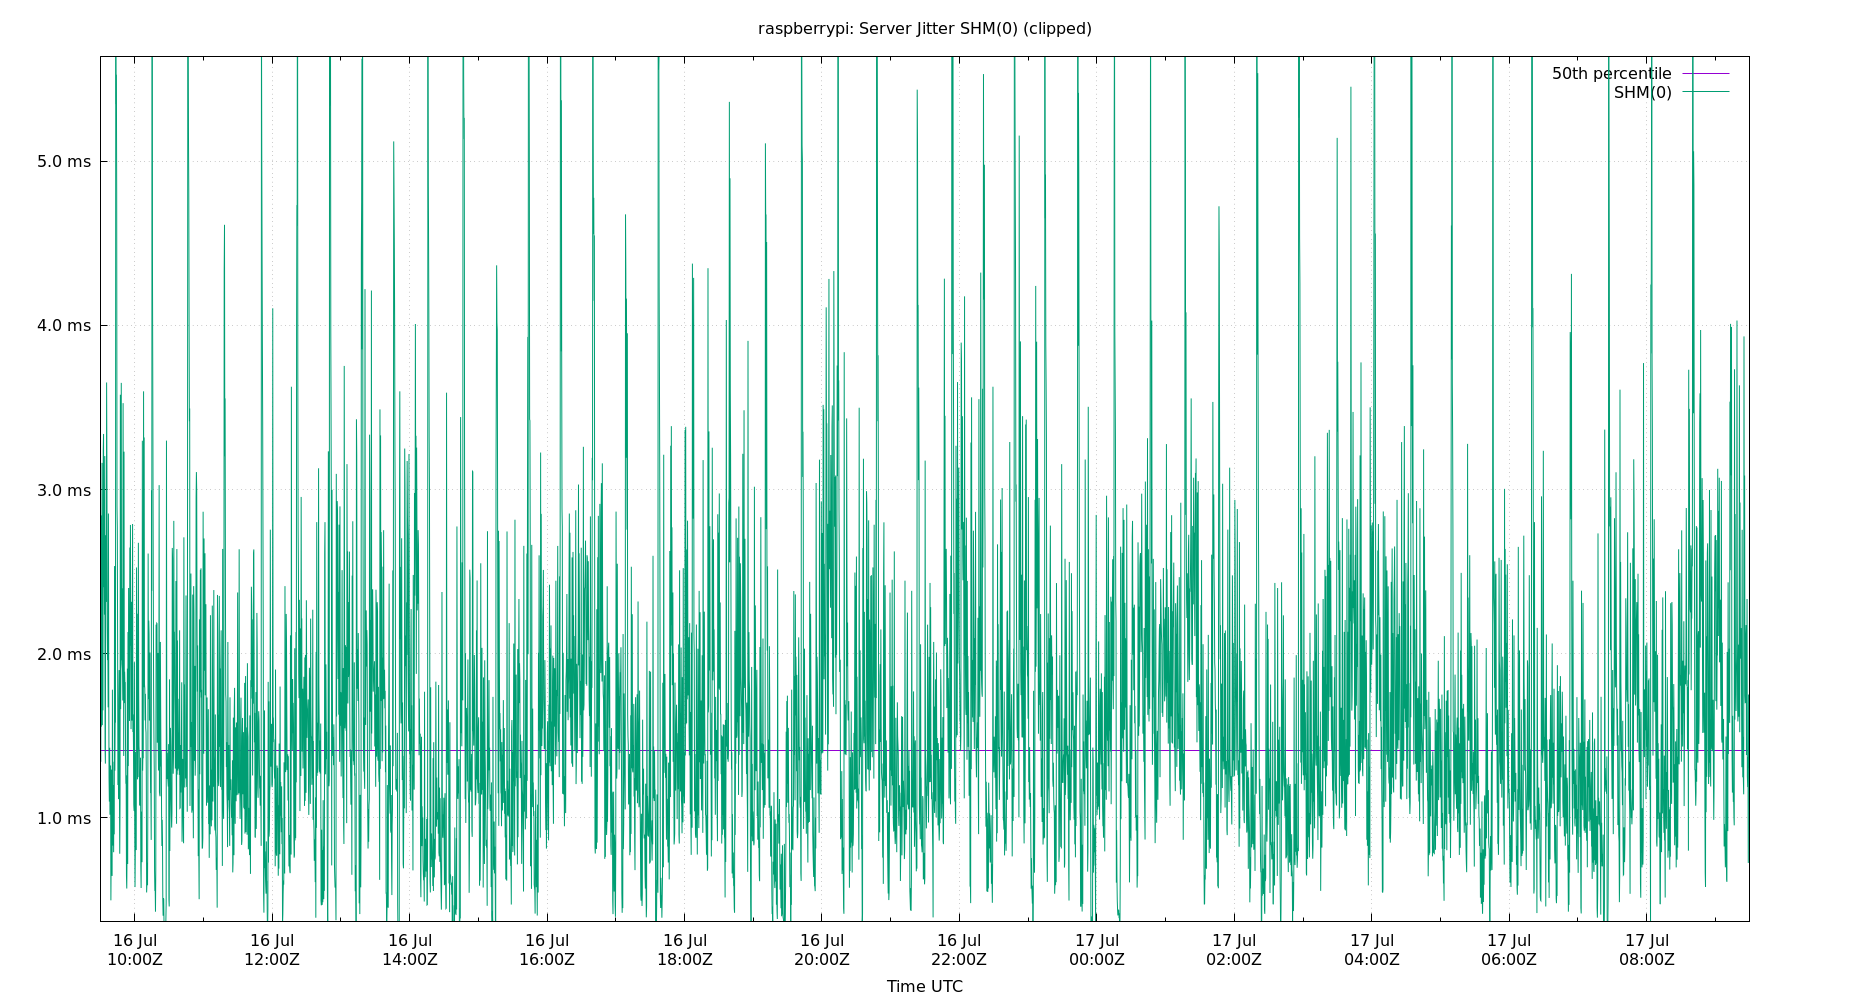 raspberrypi: Server Jitter SHM(0) (clipped)
50th percentile
SHM(0)
5.0 ms
4.0 ms
3.0 ms
2.0 ms
1.0 ms
16 Jul 16 Jul 16 Jul 16 Jul 16 Jul 16 Jul 16 Jul 17 Jul 17 Jul 17 Jul 17 Jul 17 Jul
10:00Z 12:00Z 14:00Z 16:00Z 18:00Z 20:00Z 22:00Z 00:00Z 02:00Z 04:00Z 06:00Z 08:00Z
Time UTC